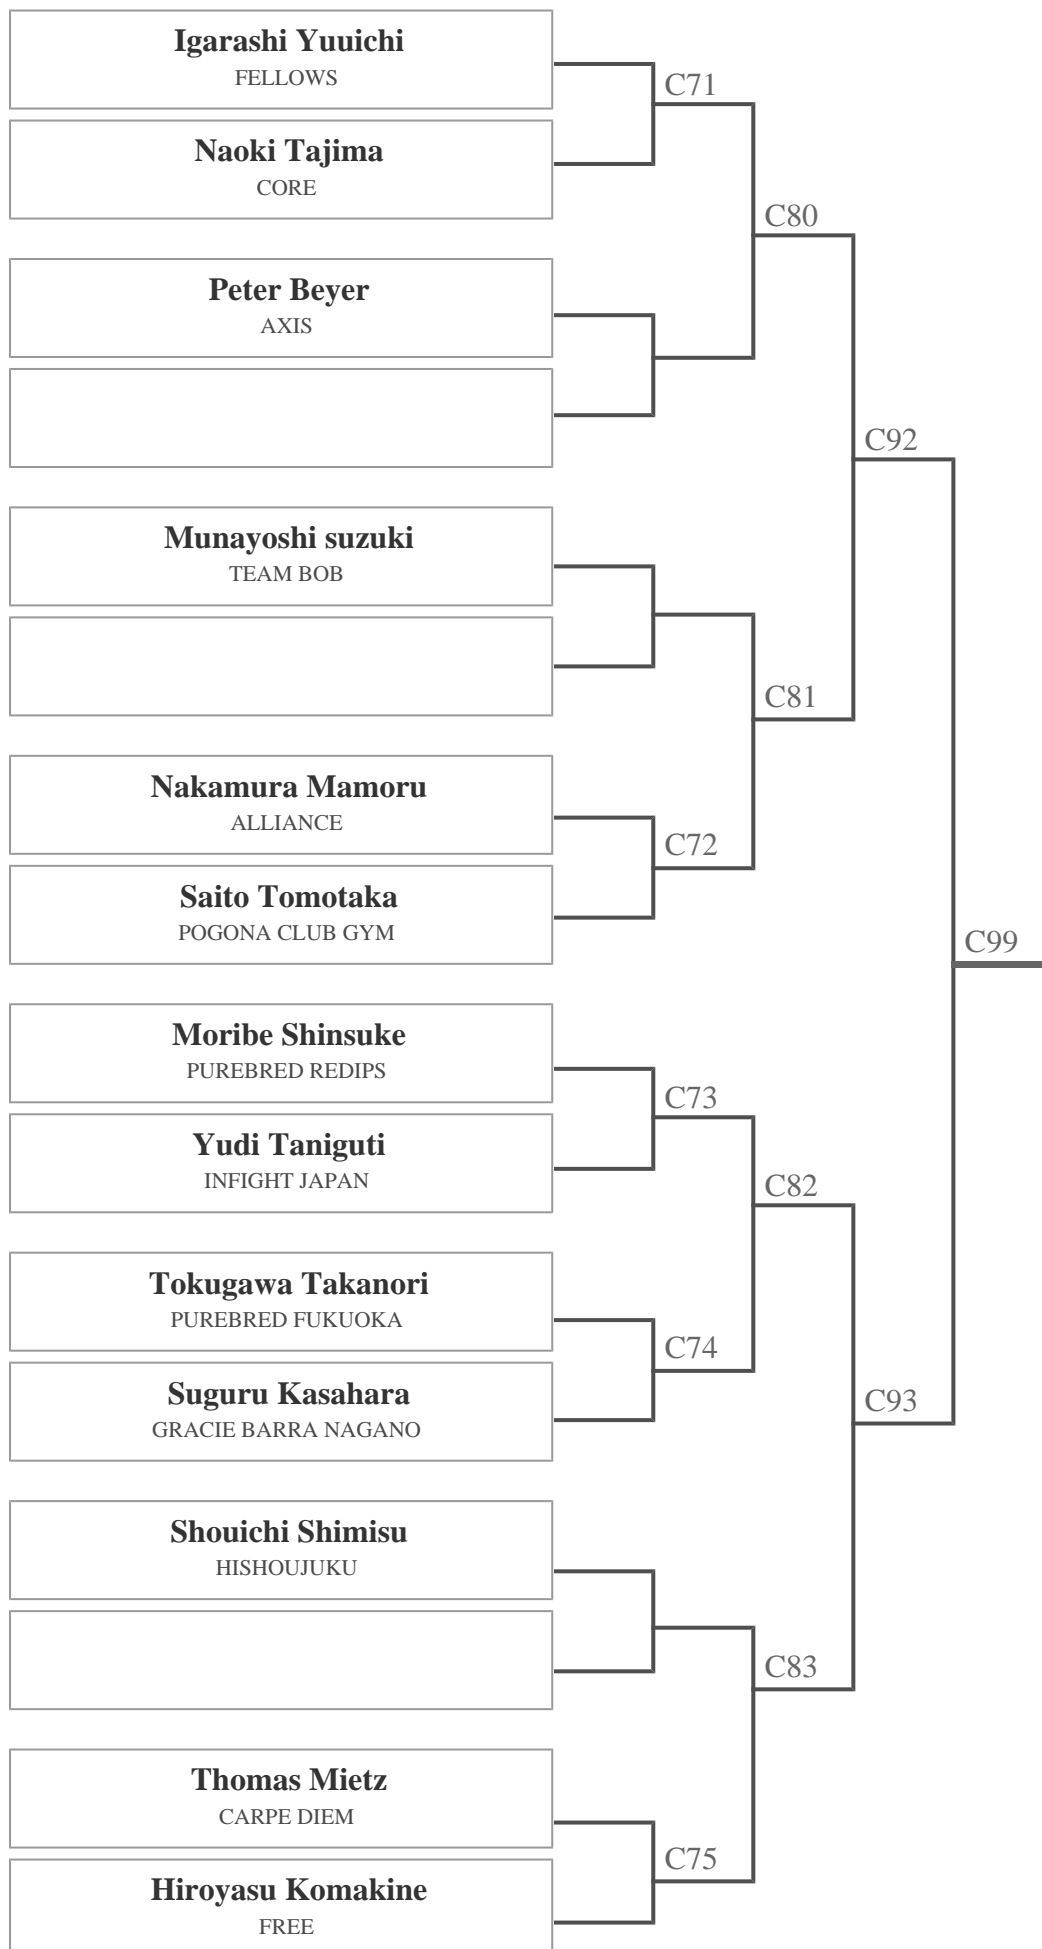 Igarashi Yuuichi
FELLOWS
C71
Naoki Tajima
CORE
C80
Peter Beyer
AXIS
C92
Munayoshi suzuki
TEAM BOB
C81
Nakamura Mamoru
ALLIANCE
C72
Saito Tomotaka
POGONA CLUB GYM
C99
Moribe Shinsuke
PUREBRED REDIPS
C73
Yudi Taniguti
INFIGHT JAPAN
C82
Tokugawa Takanori
PUREBRED FUKUOKA
C74
Suguru Kasahara
GRACIE BARRA NAGANO
C93
Shouichi Shimisu
HISHOUJUKU
C83
Thomas Mietz
CARPE DIEM
C75
Hiroyasu Komakine
FREE